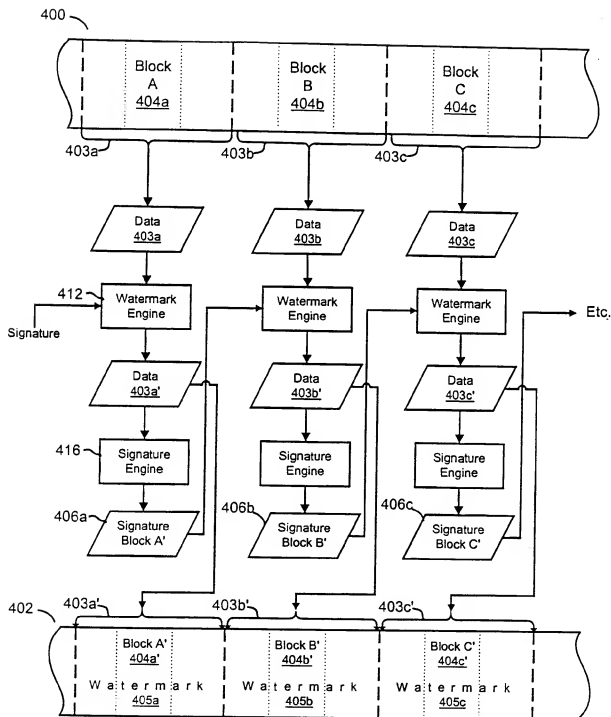 400
Block A 404a
Block B 404b
Block C 404c
403a
403b
403c
Data 403a
Data 403b
Data 403c
412
Watermark Engine
Watermark Engine
Watermark Engine
Etc.
Signature
Data 403a'
Data 403b'
Data 403c'
416
Signature Engine
Signature Engine
Signature Engine
406a
Signature Block A'
406b
Signature Block B'
406c
Signature Block C'
402
403a'
403b'
403c'
Block A' 404a'
Block B' 404b'
Block C' 404c'
Watermark 405a
Watermark 405b
Watermark 405c